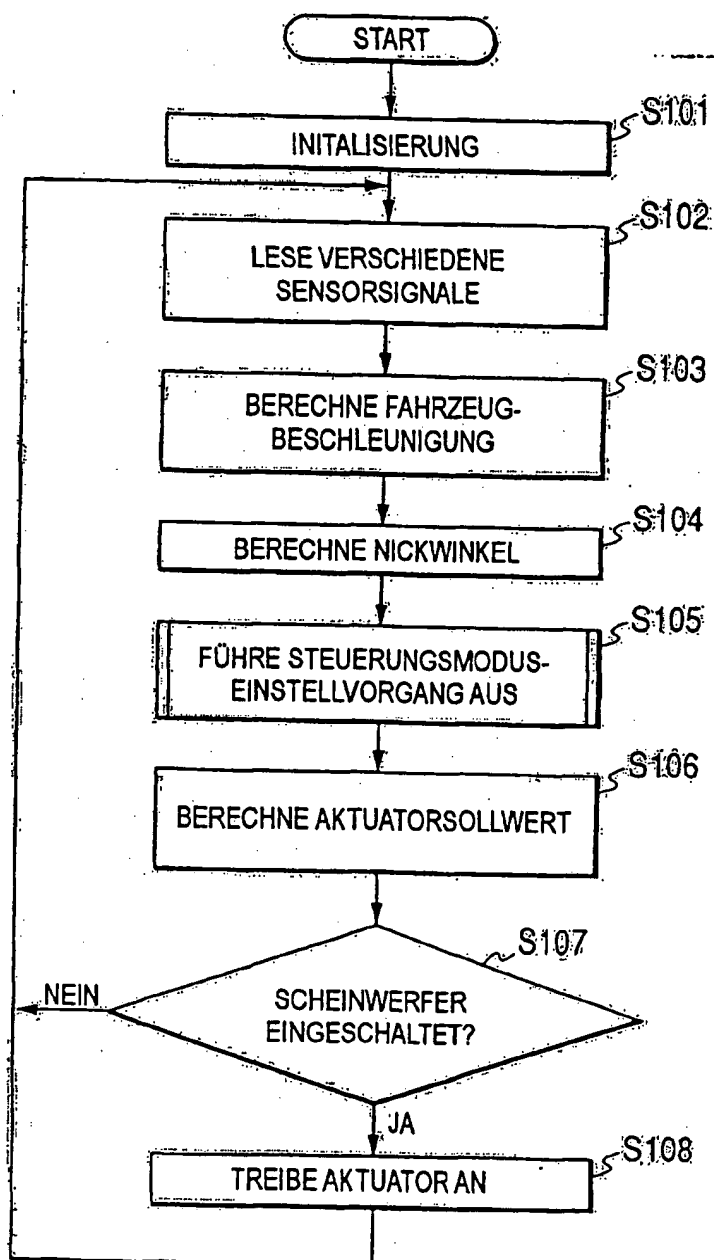 START
S101
INITALISIERUNG
S102
LESE VERSCHIEDENE
SENSORSIGNALE
S103
BERECHNE FAHRZEUG-
BESCHLEUNIGUNG
S104
BERECHNE NICKWINKEL
S105
FÜHRE STEUERUNGSMODUS-
EINSTELLVORGANG AUS
S106
BERECHNE AKTUATORSOLLWERT
S107
SCHEINWERFER
EINGESCHALTET?
NEIN
JA
S108
TREIBE AKTUATOR AN